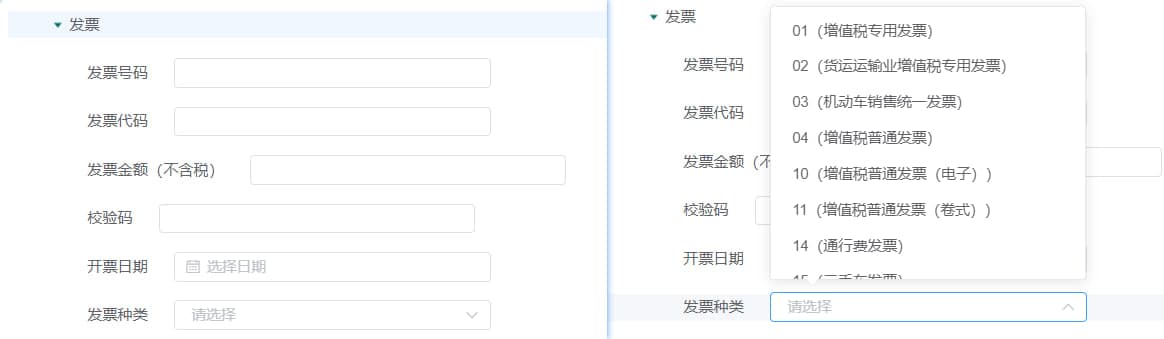 发票
发票号码
发票代码
发票金额（不含税）
校验码
开票日期 选择日期
发票种类 请选择
发票
01（增值税专用发票）
02（货运运输业增值税专用发票）
发票号码
03（机动车销售统一发票）
发票代码
04（增值税普通发票）
发票金额（不
10（增值税普通发票（电子））
校验码
11（增值税普通发票（卷式））
14（通行费发票）
开票日期
15（二手车发票）
发票种类 请选择